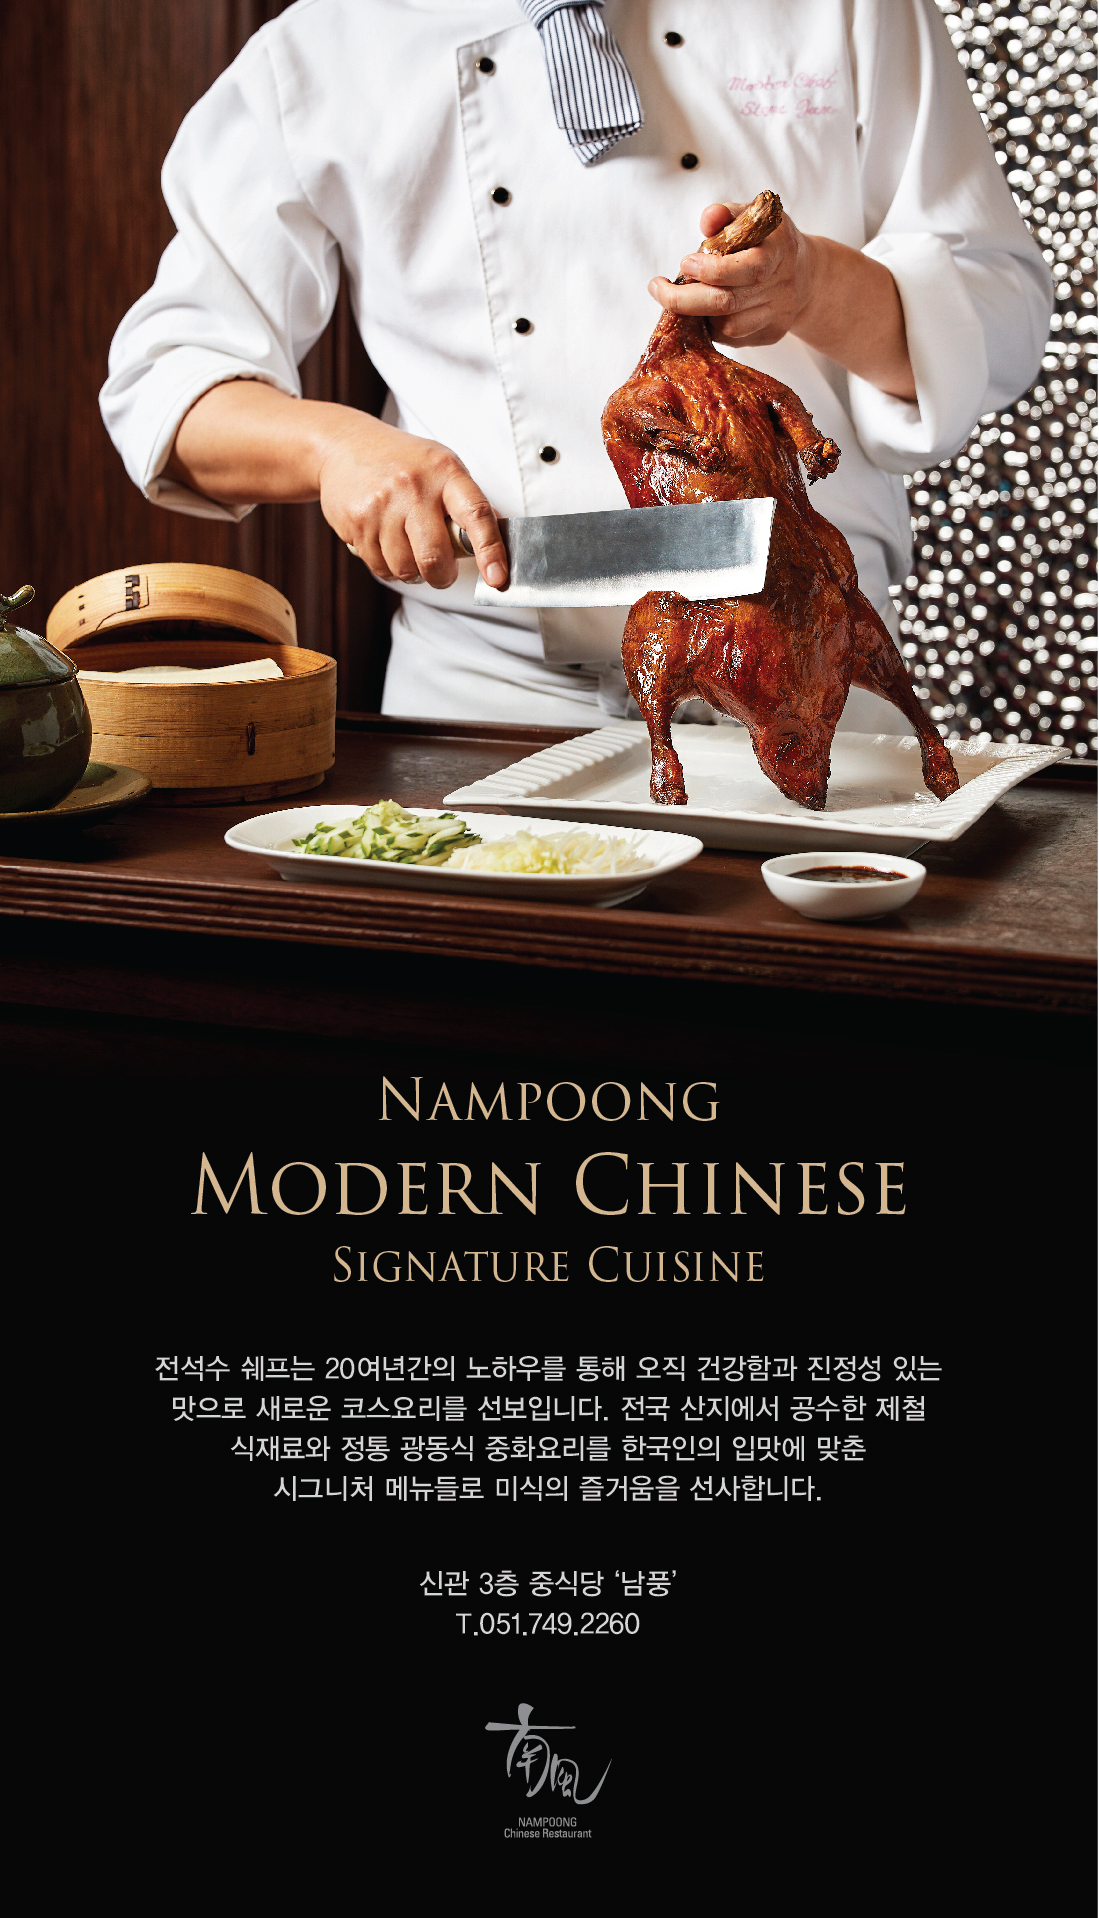 Master Chef
NAMPOONG
MODERN CHINESE
SIGNATURE CUISINE
전석수 쉐프는 20여년간의 노하우를 통해 오직 건강함과 진정성 있는
맛으로 새로운 코스요리를 선보입니다. 전국 산지에서 공수한 제철
식재료와 정통 광동식 중화요리를 한국인의 입맛에 맞춘
시그니처 메뉴들로 미식의 즐거움을 선사합니다.
신관 3층 중식당 ‘남풍’
T.051.749.2260
南風
NAMPOONG
Chinese Restaurant